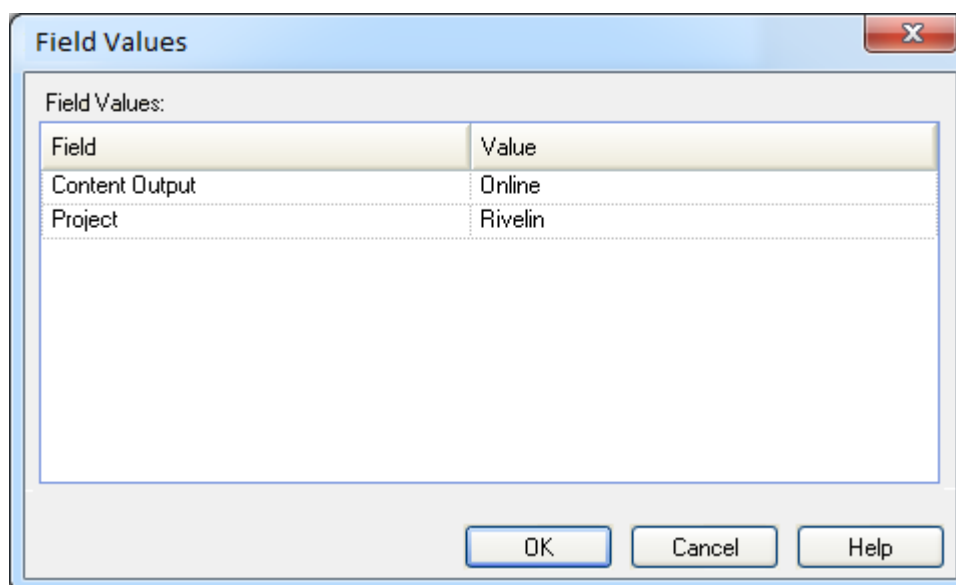 Field Values
Field Values:
Field Value
Content Output Online
Project Rivelin
OK Cancel Help